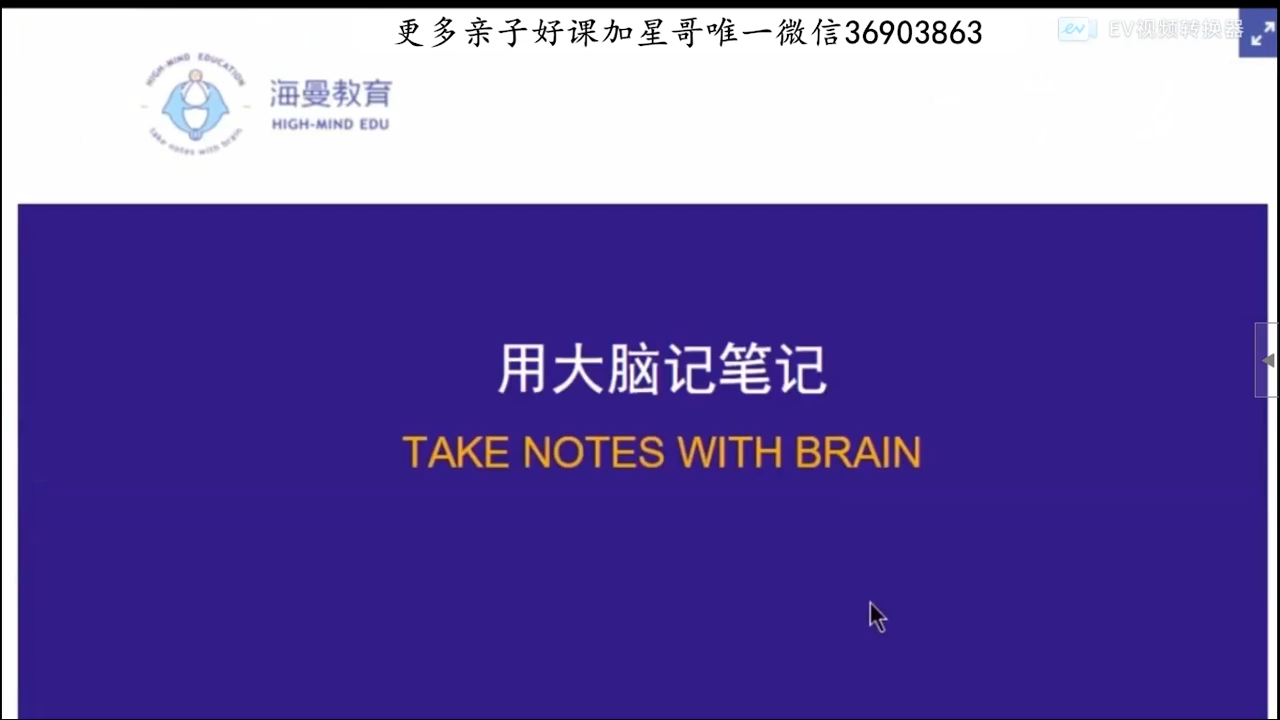 更多亲子好课加星哥唯一微信36903863
EV视频转换器
HIGH-MIND EDUCATION
take notes with brain
海曼教育
HIGH-MIND EDU
用大脑记笔记
TAKE NOTES WITH BRAIN